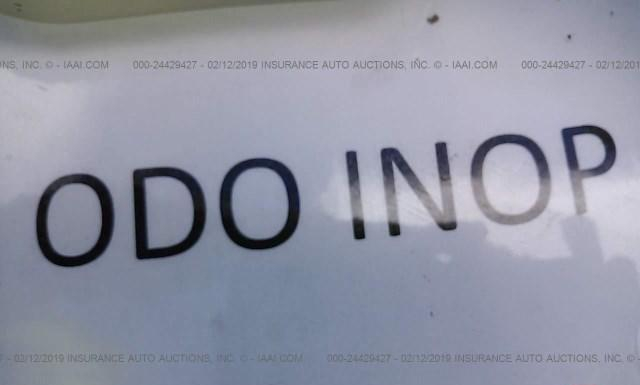 NS, INC. © - IAAI.COM 000-24429427 - 02/12/2019 INSURANCE AUTO AUCTIONS, INC. © - IAAI.COM 000-24429427 - 02/12/2019
ODO INOP
7 - 02/12/2019 INSURANCE AUTO AUCTIONS, INC. © - IAAI.COM 000-24429427 - 02/12/2019 INSURANCE AUTO AUCTIONS, INC. © -